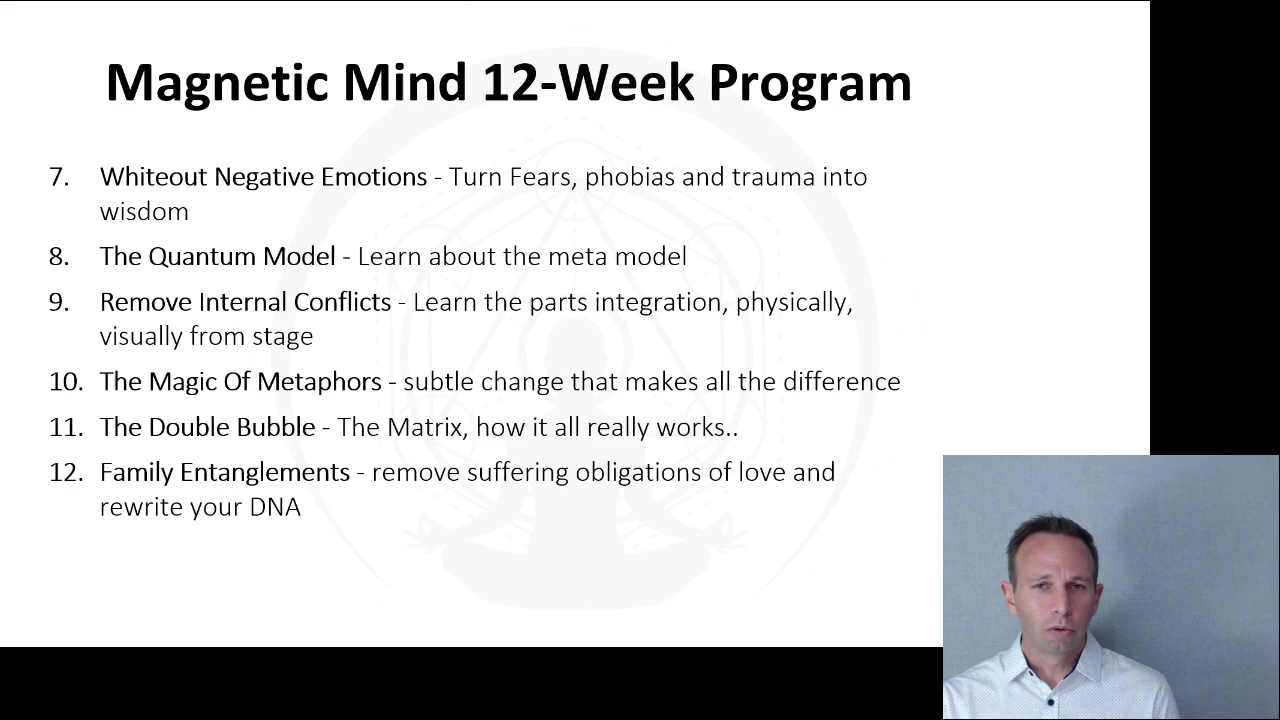 Magnetic Mind 12-Week Program
7. Whiteout Negative Emotions - Turn Fears, phobias and trauma into
wisdom
8. The Quantum Model - Learn about the meta model
9. Remove Internal Conflicts - Learn the parts integration, physically,
visually from stage
10. The Magic Of Metaphors - subtle change that makes all the difference
11. The Double Bubble - The Matrix, how it all really works..
12. Family Entanglements - remove suffering obligations of love and
rewrite your DNA